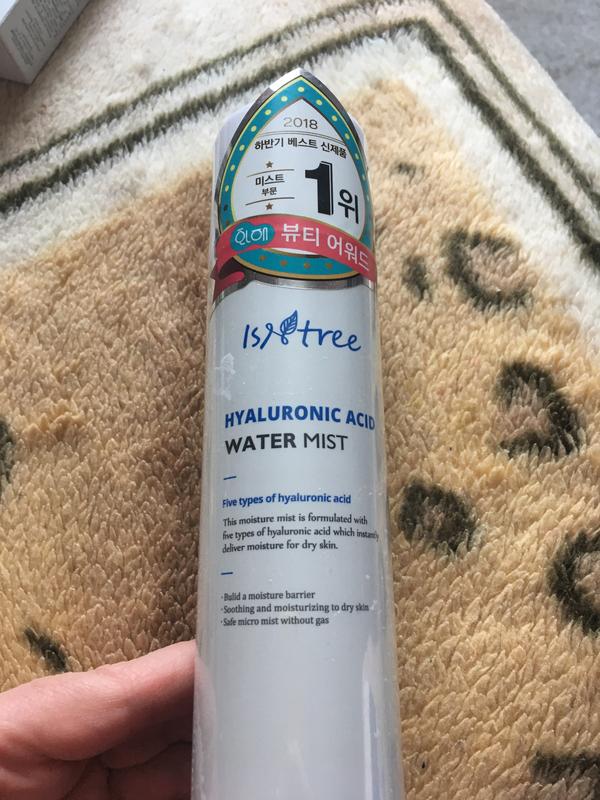 2018
하반기 베스트 신제품
미스트
부문
1위
화해 뷰티 어워드
Isntree
HYALURONIC ACID
WATER MIST
Five types of hyaluronic acid
This moisture mist is formulated with
five types of hyaluronic acid which instantly
deliver moisture for dry skin.
·Bulid a moisture barrier
·Soothing and moisturizing to dry skin
·Safe micro mist without gas